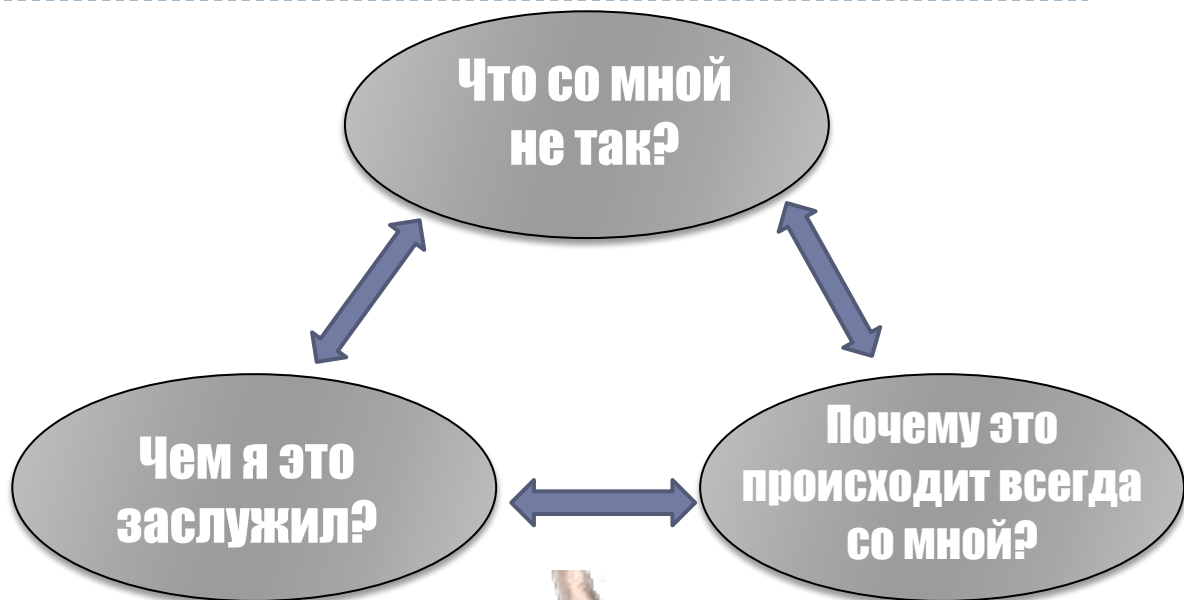 Что со мной
не так?
Чем я это
заслужил?
Почему это
происходит всегда
со мной?